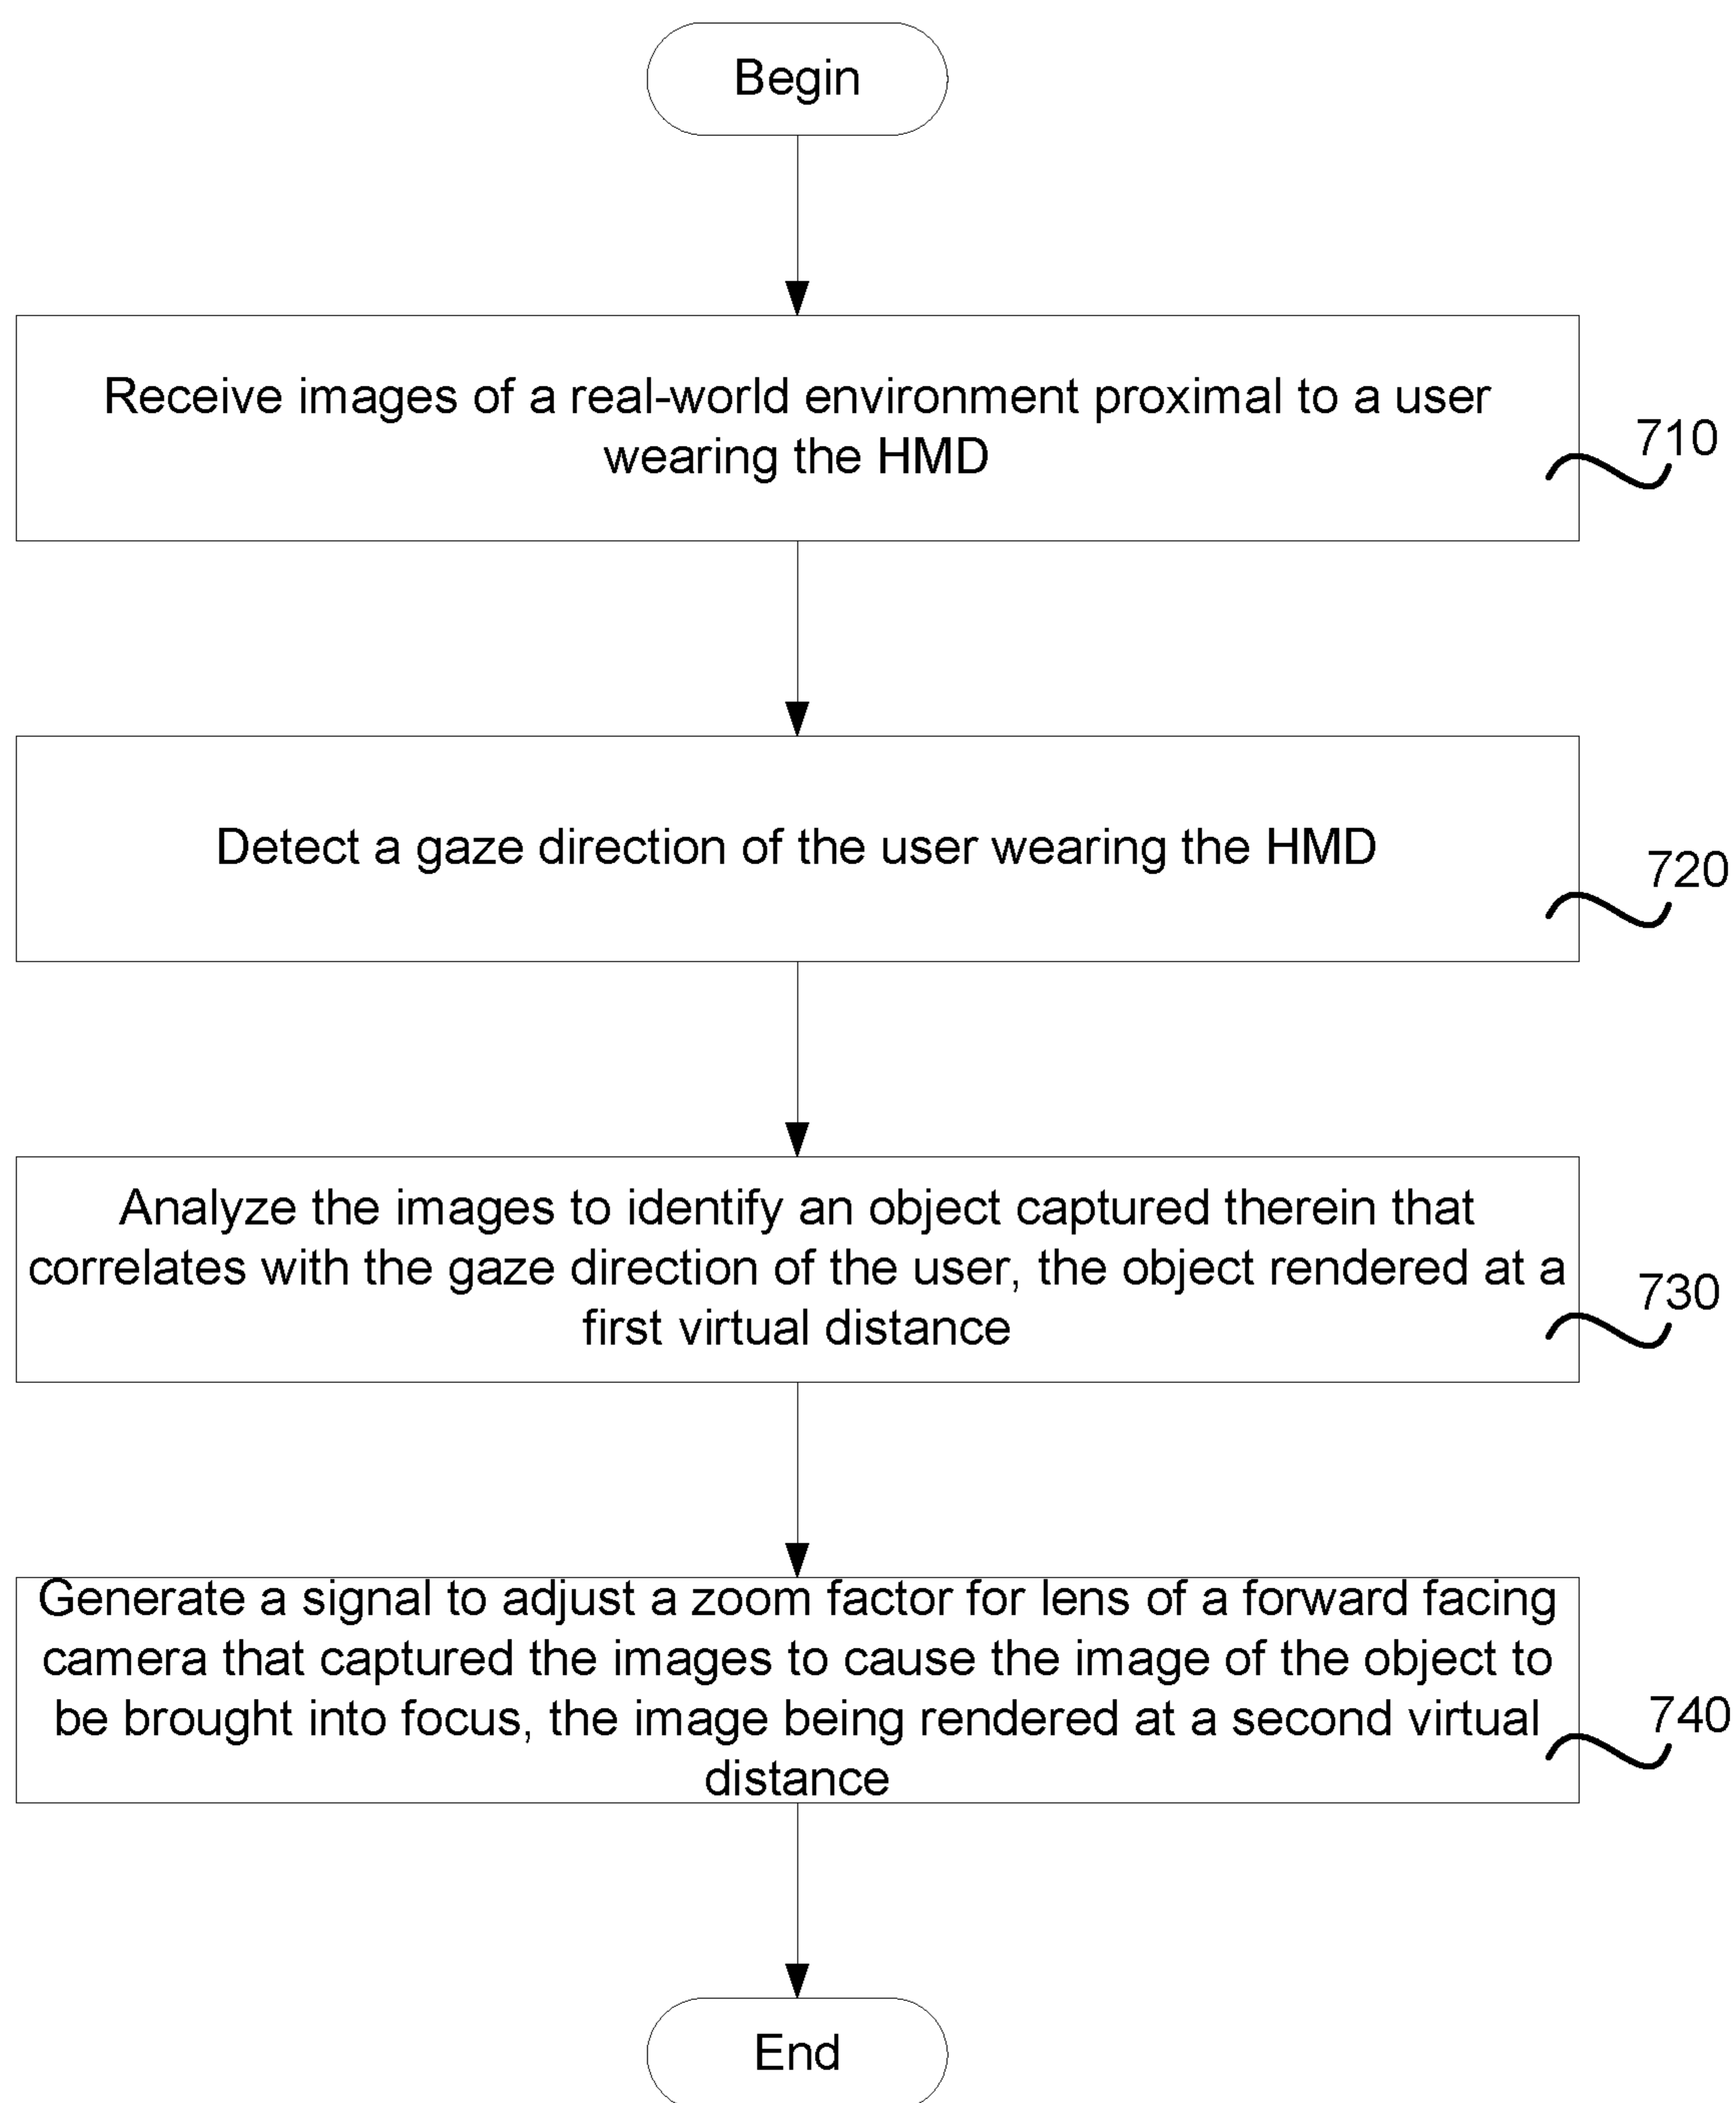 Begin
Receive images of a real-world environment proximal to a user
wearing the HMD
710
Detect a gaze direction of the user wearing the HMD
720
Analyze the images to identify an object captured therein that
correlates with the gaze direction of the user, the object rendered at a
first virtual distance
730
Generate a signal to adjust a zoom factor for lens of a forward facing
camera that captured the images to cause the image of the object to
be brought into focus, the image being rendered at a second virtual
distance
740
End